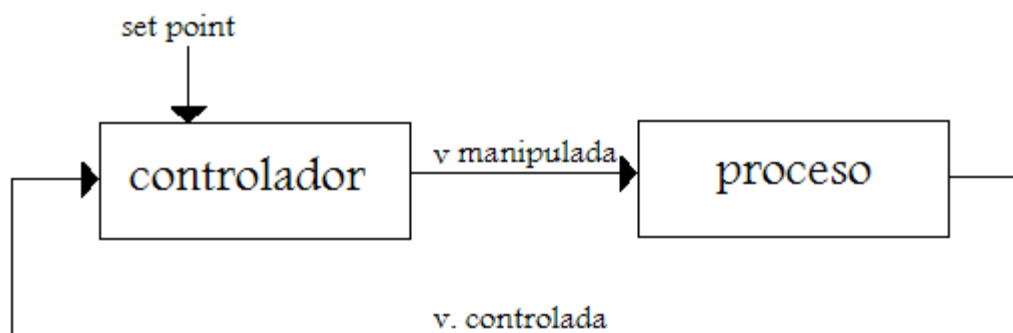 set point
controlador
v manipulada
proceso
v. controlada